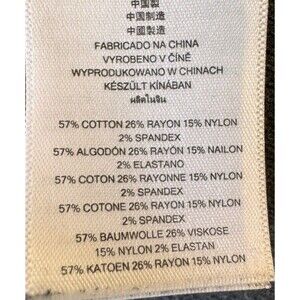 中国製
中国制造
中國製造
FABRICADO NA CHINA
VYROBENO V ČÍNĚ
WYPRODUKOWANO W CHINACH
KÉSZÜLT KÍNÁBAN
ผลิตในจีน
57% COTTON 26% RAYON 15% NYLON
2% SPANDEX
57% ALGODÓN 26% RAYÓN 15% NAILON
2% ELASTANO
57% COTON 26% RAYONNE 15% NYLON
2% SPANDEX
57% COTONE 26% RAYON 15% NYLON
2% SPANDEX
57% BAUMWOLLE 26% VISKOSE
15% NYLON 2% ELASTAN
57% KATOEN 26% RAYON 15% NYLON